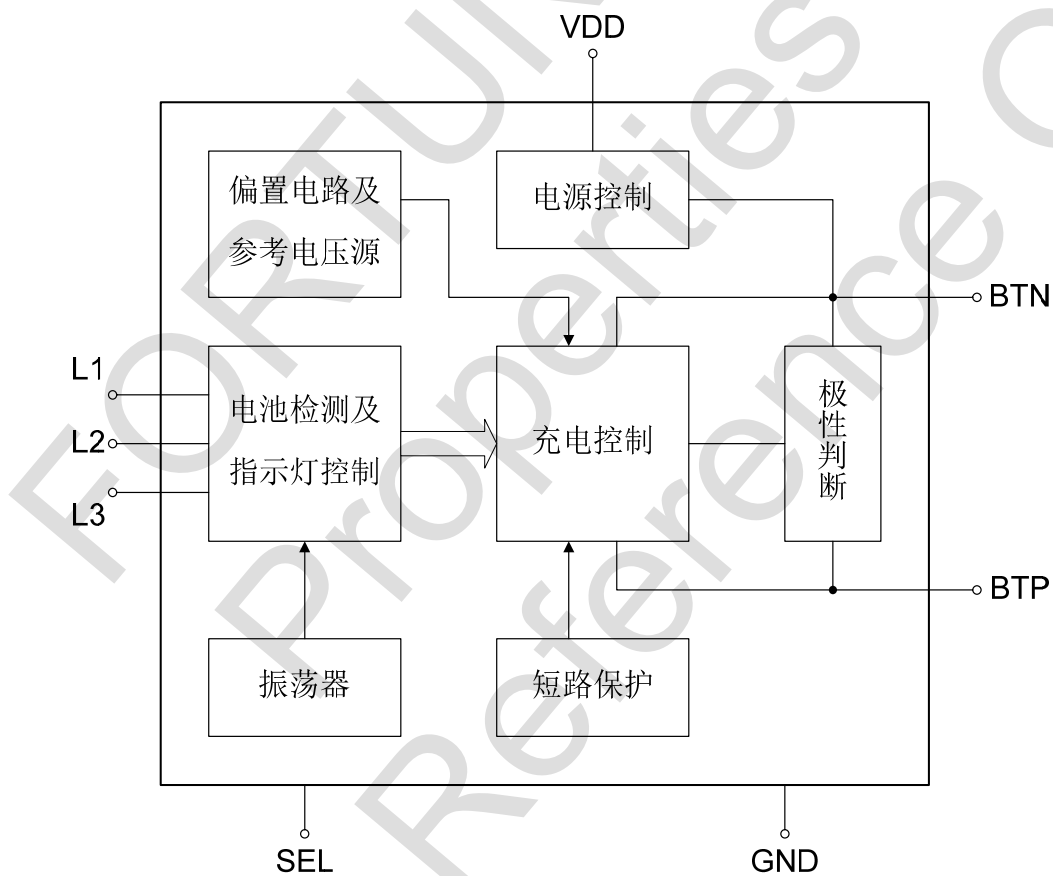 VDD
偏置电路及
参考电压源
电源控制
BTN
L1
L2
L3
电池检测及
指示灯控制
充电控制
极性判断
BTP
振荡器
短路保护
SEL
GND
FORTUN
Properties
Reference